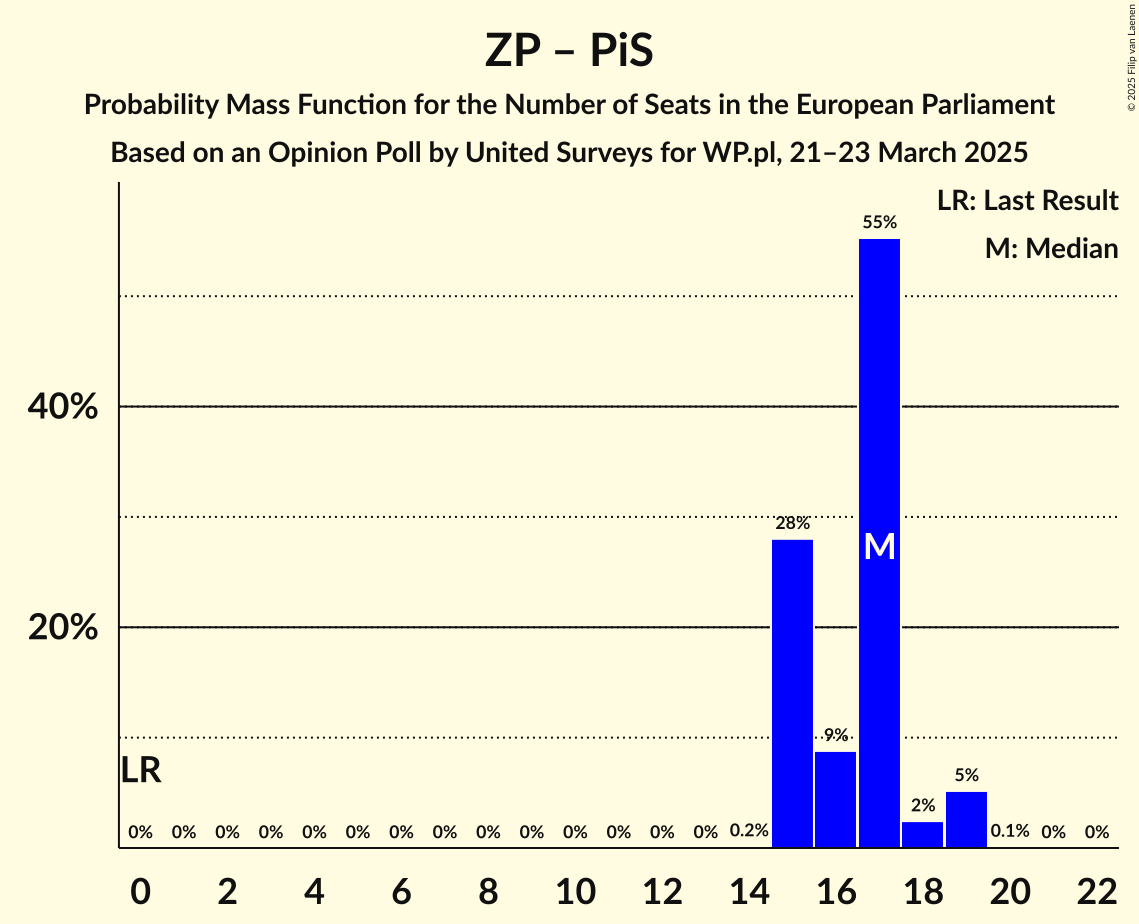 ZP – PiS
Probability Mass Function for the Number of Seats in the European Parliament
Based on an Opinion Poll by United Surveys for WP.pl, 21–23 March 2025
© 2025 Filip van Laenen
LR: Last Result
M: Median
55%
40%
28%
M
20%
9%
LR
5%
2%
0% 0% 0% 0% 0% 0% 0% 0% 0% 0% 0% 0% 0% 0% 0.2% 0.1% 0% 0%
0 2 4 6 8 10 12 14 16 18 20 22